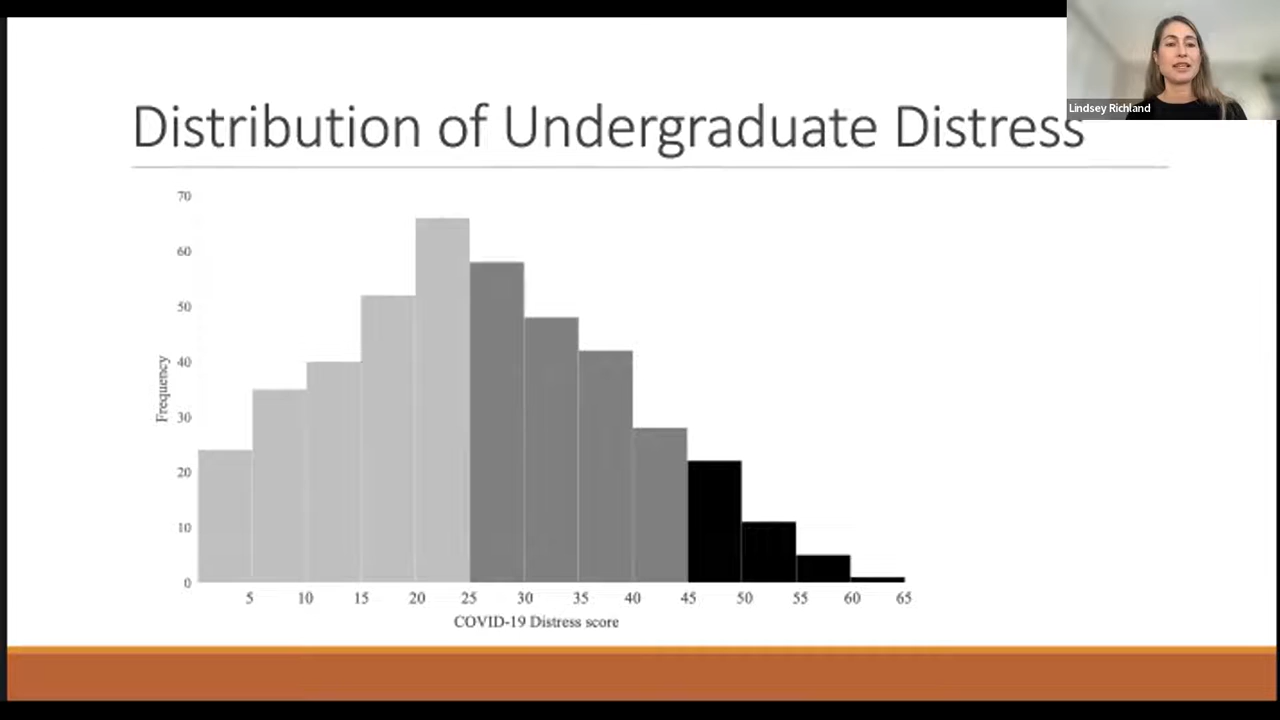 Lindsey Richland
Distribution of Undergraduate Distress
70
60
50
40
30
20
10
0
Frequency
5 10 15 20 25 30 35 40 45 50 55 60 65
COVID-19 Distress score